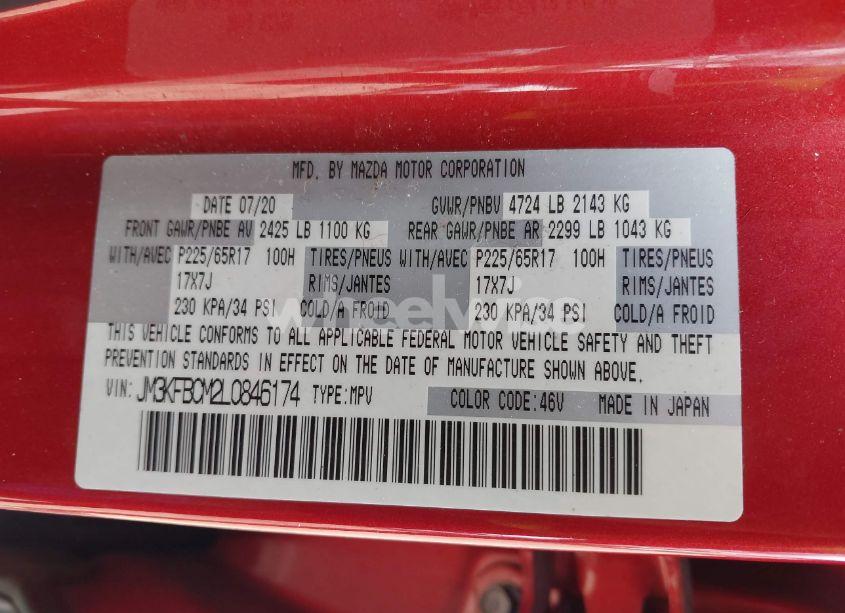 MFD. BY MAZDA MOTOR CORPORATION
DATE 07/20 GVWR/PNBV 4724 LB 2143 KG
FRONT GAWR/PNBE AV 2425 LB 1100 KG REAR GAWR/PNBE AR 2299 LB 1043 KG
WITH/AVEC P225/65R17 100H TIRES/PNEUS WITH/AVEC P225/65R17 100H TIRES/PNEUS
17X7J RIMS/JANTES 17X7J RIMS/JANTES
230 KPA/34 PSI COLD/A FROID 230 KPA/34 PSI COLD/A FROID
wheelwize
THIS VEHICLE CONFORMS TO ALL APPLICABLE FEDERAL MOTOR VEHICLE SAFETY AND THEFT
PREVENTION STANDARDS IN EFFECT ON THE DATE OF MANUFACTURE SHOWN ABOVE.
VIN: JM3KFBCM2L0846174 TYPE:MPV COLOR CODE:46V MADE IN JAPAN